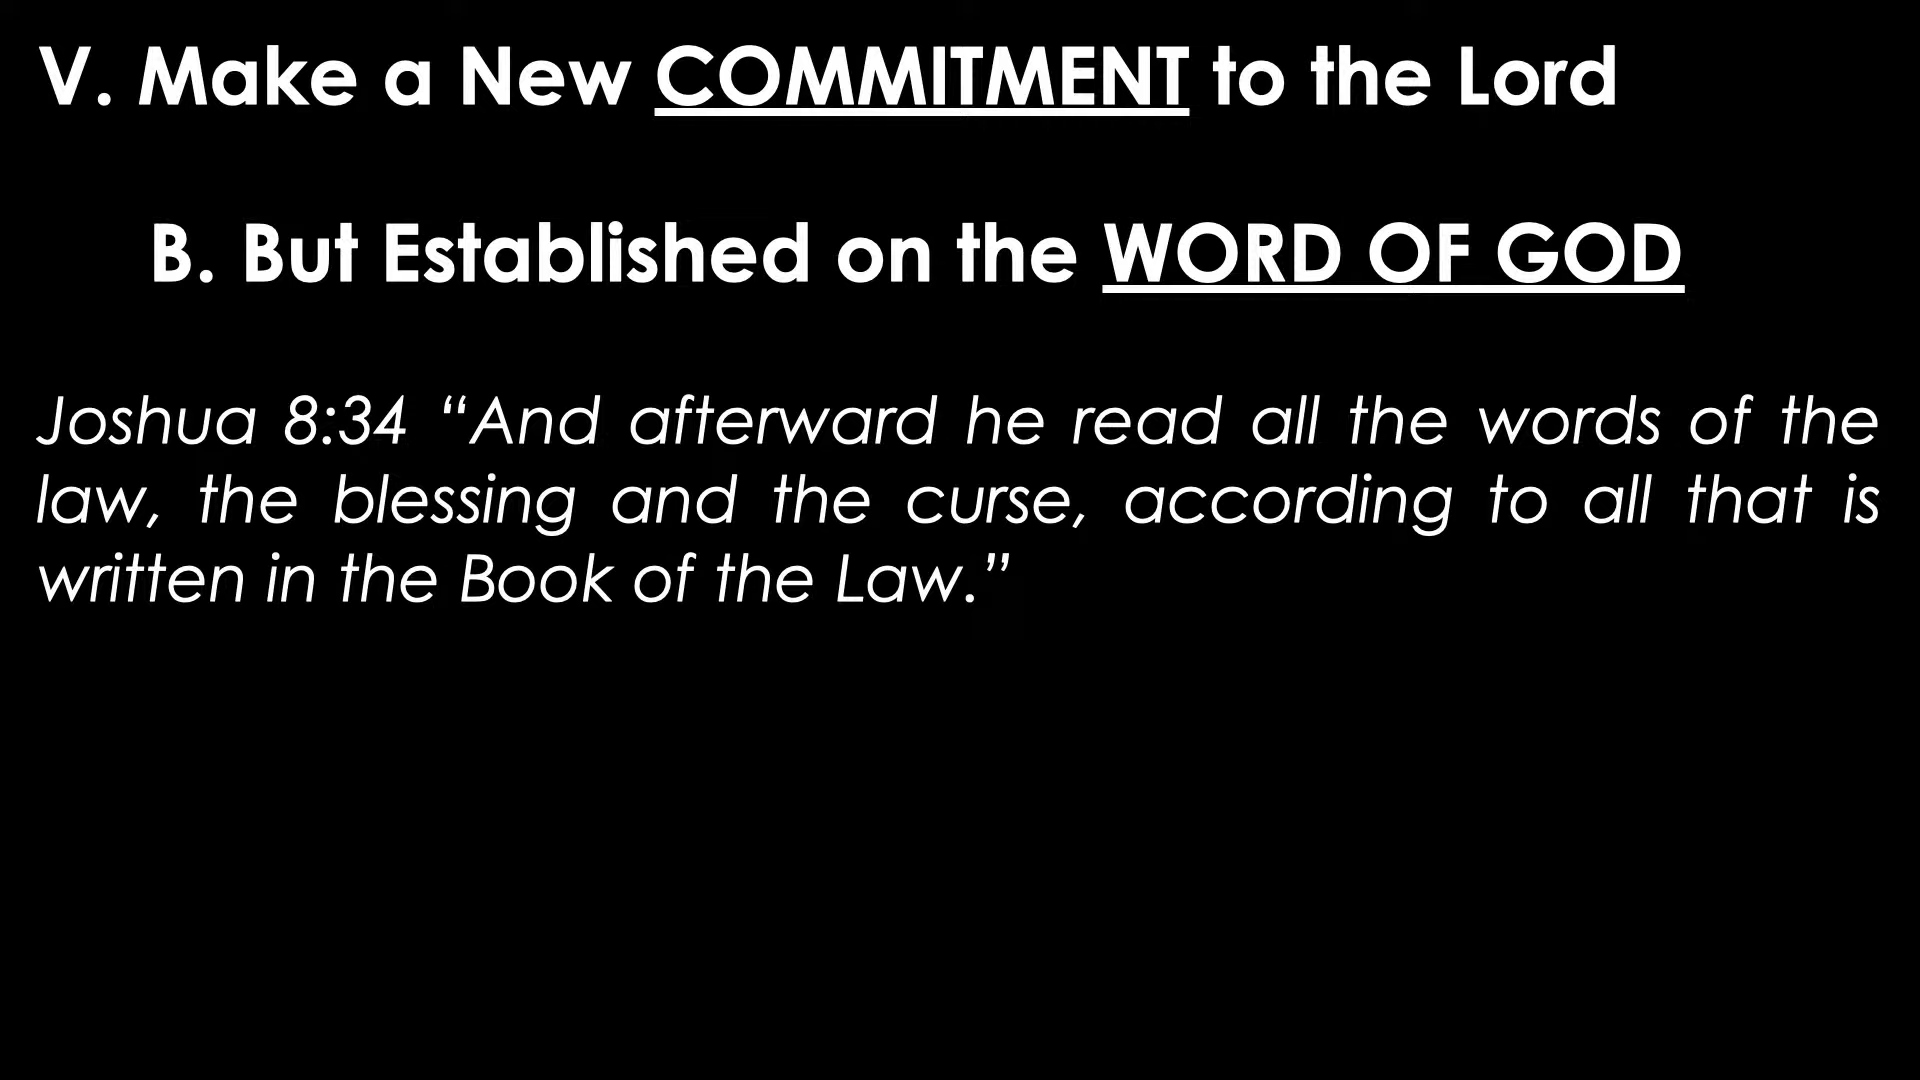 V. Make a New COMMITMENT to the Lord
B. But Established on the WORD OF GOD
Joshua 8:34 “And afterward he read all the words of the
law, the blessing and the curse, according to all that is
written in the Book of the Law.”